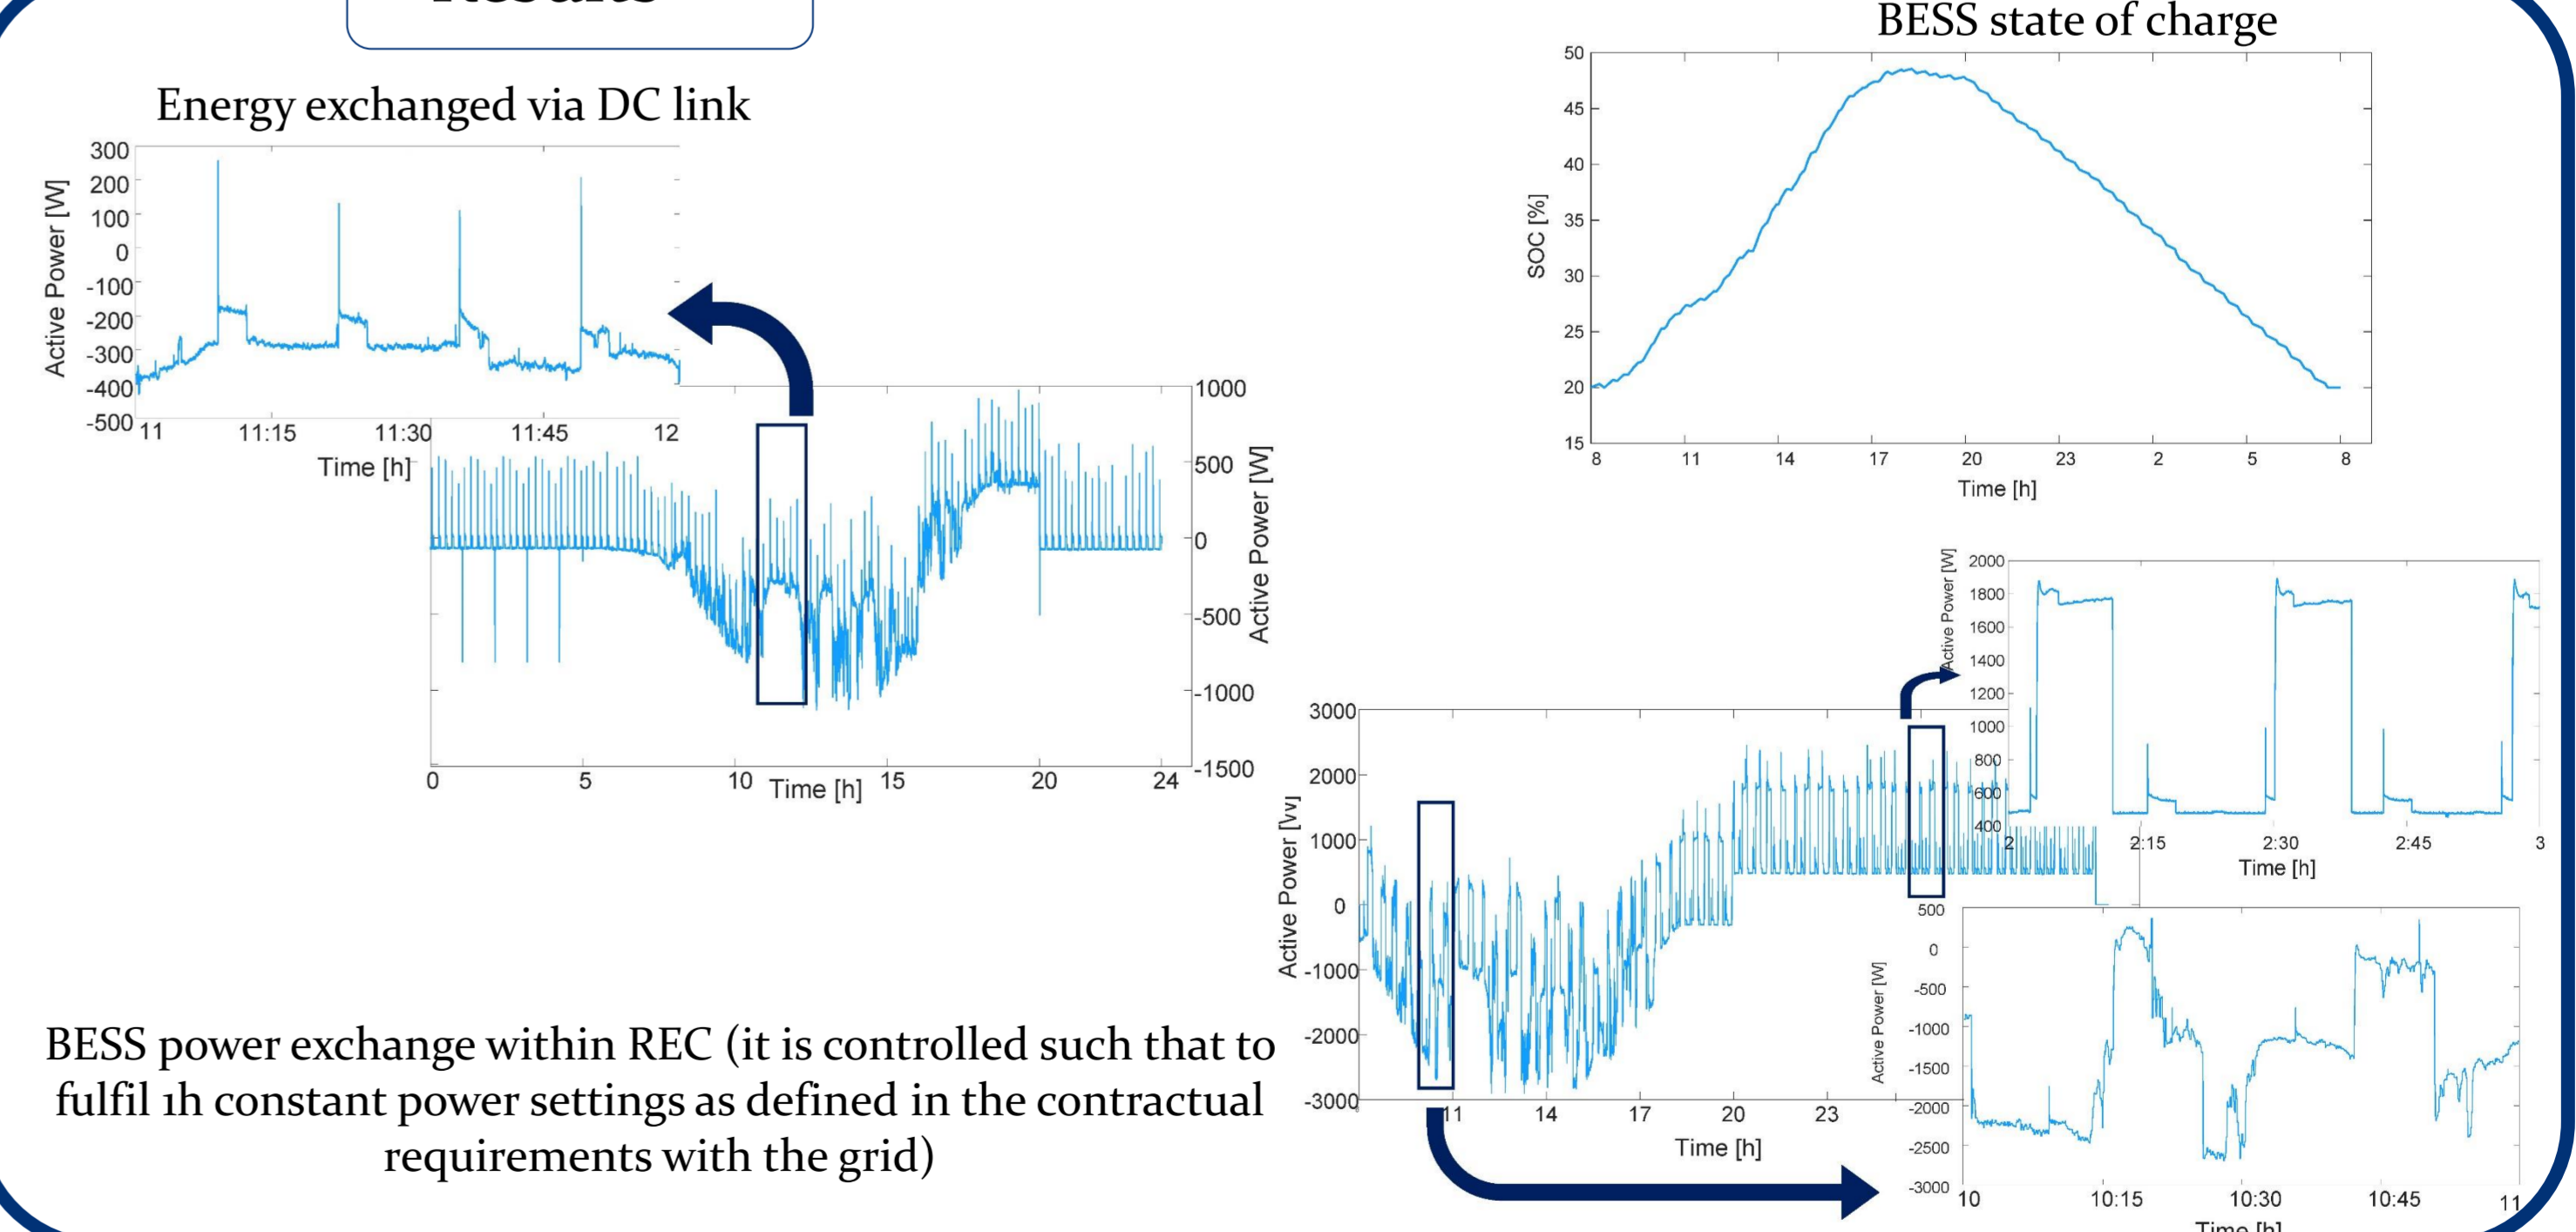 Results
Energy exchanged via DC link
300
200
100
0
-100
-200
-300
-400
-500
Active Power [W]
11 11:15 11:30 11:45 12
Time [h]
1000
500
0
-500
-1000
-1500
Active Power [W]
0 5 10 15 20 24
Time [h]
BESS state of charge
50
45
40
35
30
25
20
15
SOC [%]
8 11 14 17 20 23 2 5 8
Time [h]
BESS power exchange within REC (it is controlled such that to
fulfil 1h constant power settings as defined in the contractual
requirements with the grid)
3000
2000
1000
0
-1000
-2000
-3000
Active Power [W]
11 14 17 20 23
Time [h]
2000
1800
1600
1400
1200
1000
800
600
400
Active Power [W]
2 2:15 2:30 2:45 3
Time [h]
500
0
-500
-1000
-1500
-2000
-2500
-3000
Active Power [W]
10 10:15 10:30 10:45 11
Time [h]